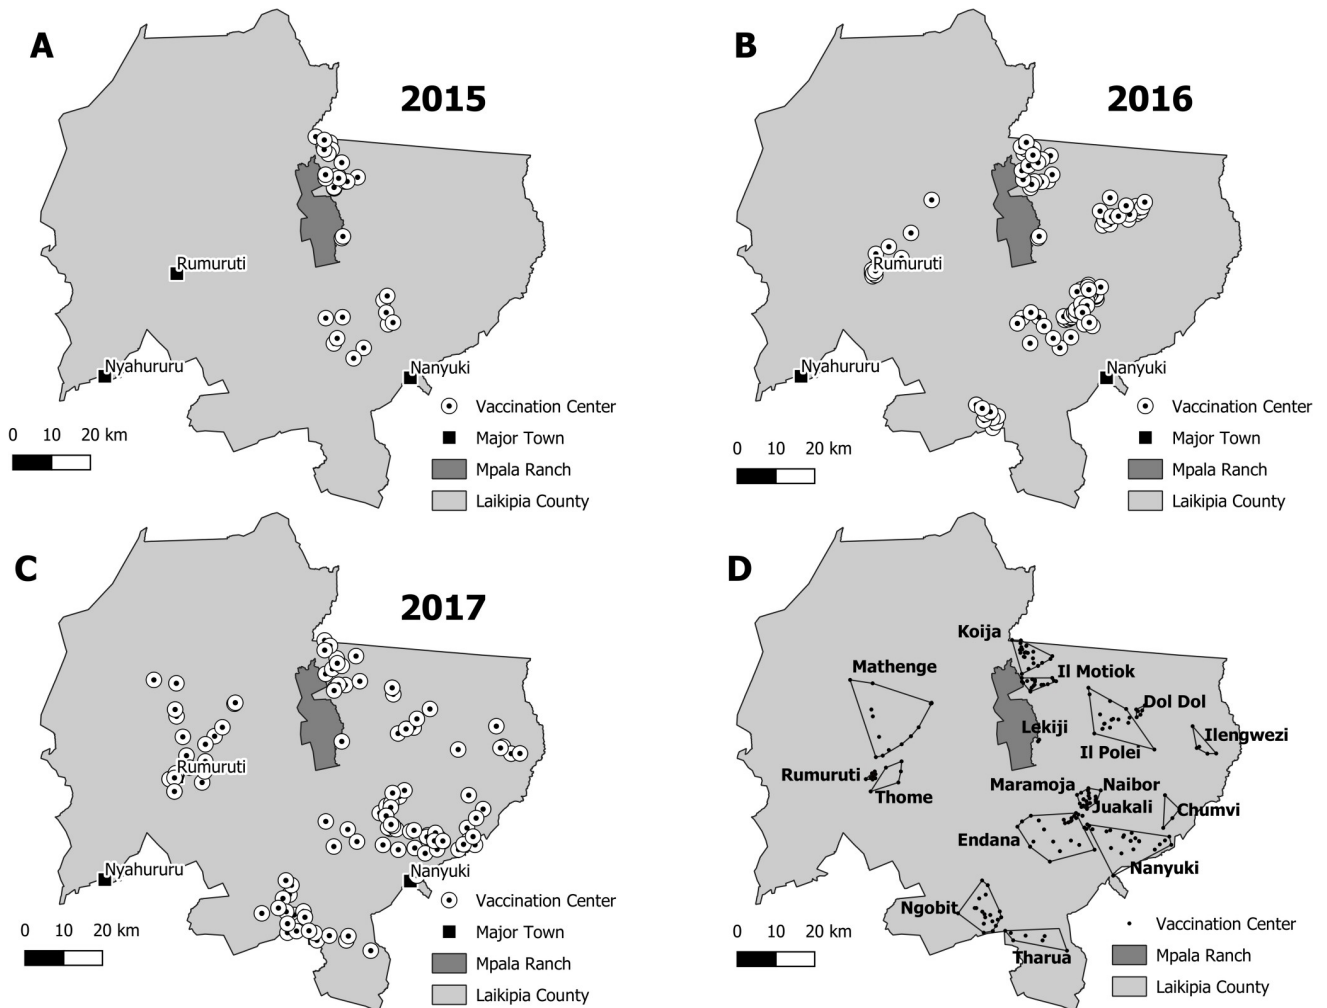 A
2015
Rumuruti
Nyahururu
Nanyuki
Vaccination Center
Major Town
Mpala Ranch
Laikipia County
0 10 20 km
B
2016
Rumuruti
Nyahururu
Nanyuki
Vaccination Center
Major Town
Mpala Ranch
Laikipia County
0 10 20 km
C
2017
Rumuruti
Nyahururu
Nanyuki
Vaccination Center
Major Town
Mpala Ranch
Laikipia County
0 10 20 km
D
Koija
Mathenge
Il Motiok
Dol Dol
Lekiji
Ilengwezi
Il Polei
Rumuruti
Thome
Maramoja
Naibor
Juakali
Chumvi
Endana
Nanyuki
Ngobit
Tharua
Vaccination Center
Mpala Ranch
Laikipia County
0 10 20 km